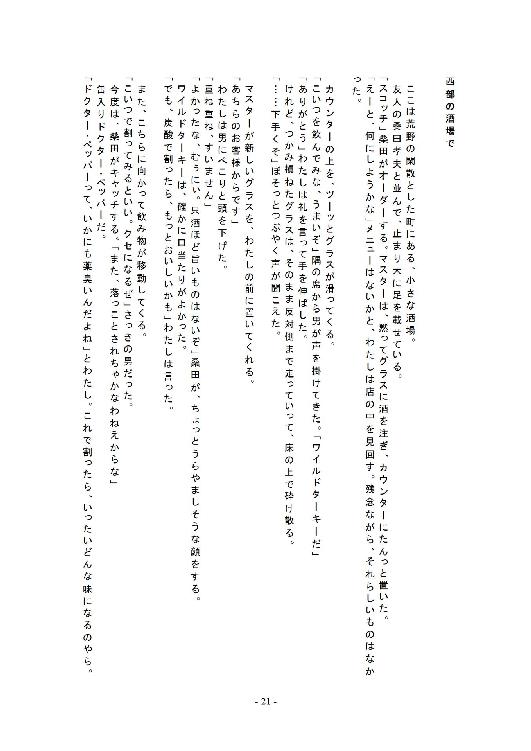 西部の酒場で
ここは荒野の閑散とした町にある、小さな酒場。
友人の桑田孝夫と並んで、止まり木に足を載せている。
「スコッチ」桑田がオーダーする。マスターは、黙ってグラスに酒を注ぎ、カウンターにたんっと置いた。
「えーと、何にしようかな」メニューはないかと、わたしは店の中を見回す。残念ながら、それらしいものはなか
った。
カウンターの上を、ツーッとグラスが滑ってくる。
「こいつを飲んでみな、うまいぞ」隅の席から男が声を掛けてきた。「ワイルドターキーだ」
「ありがとう」わたしは礼を言って手を伸ばした。
けれど、つかみ損ねたグラスは、そのまま反対側まで走っていって、床の上で砕け散る。
「…下手くそ」ぼそっとつぶやく声が聞こえた。
マスターが新しいグラスを、わたしの前に置いてくれる。
「あちらのお客様からです」
わたしは男にぺこりと頭を下げた。
「重ね重ね、すいません」
「よかったな、むぅにぃ。只酒ほど旨いものはないぞ」桑田が、ちょっとうらやましそうな顔をする。
ワイルドターキーは、確かに口当たりがよかった。
「でも、炭酸で割ったら、もっとおいしいかも」わたしは言った。
また、こちらに向かって飲み物が移動してくる。
「こいつで割ってみるといい。クセになるぜ」さっきの男だった。
今度は、桑田がキャッチする。「また、落っことされちゃかなわねえからな」
缶入りドクター・ペッパーだ。
「ドクター・ペッパーって、いかにも薬臭いんだよね」とわたし。これで割ったら、いったいどんな味になるのやら。
- 21 -